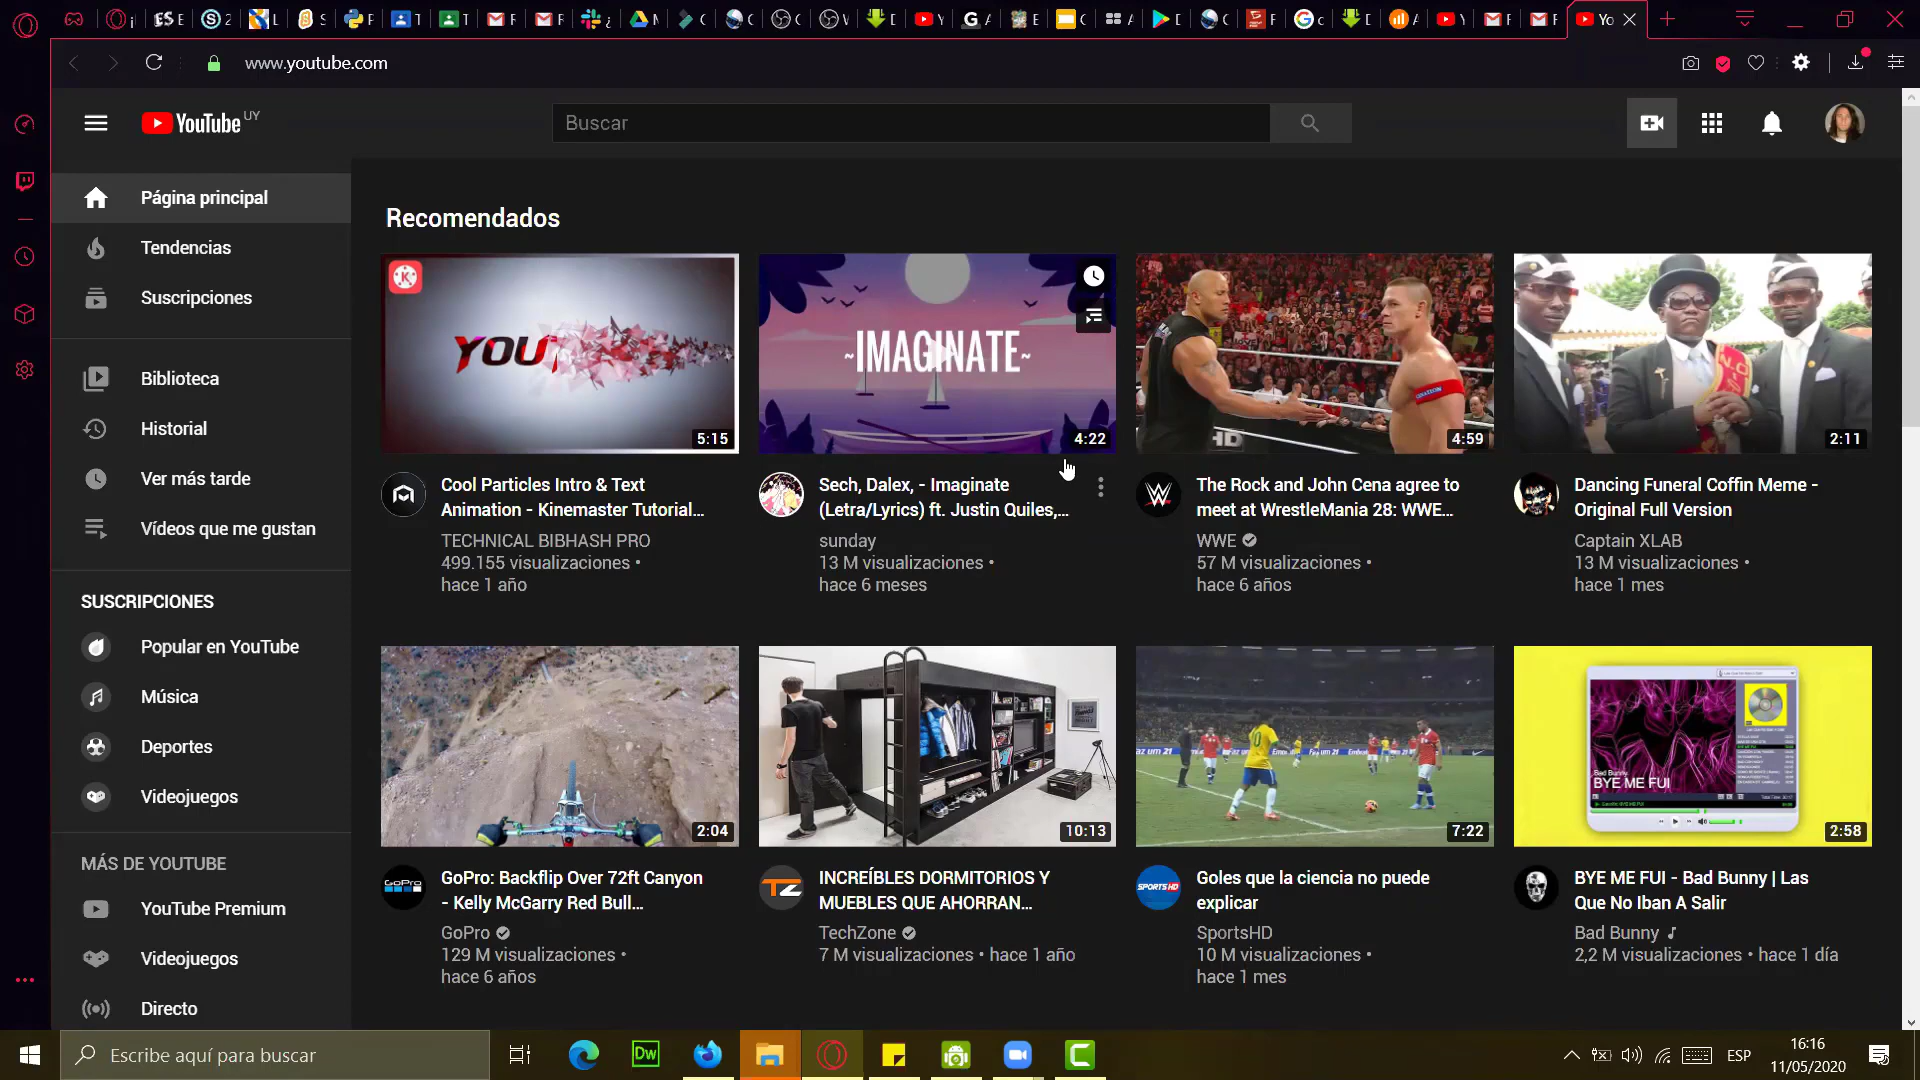 www.youtube.com
YouTube UY
Buscar
Página principal
Tendencias
Suscripciones
Biblioteca
Historial
Ver más tarde
Vídeos que me gustan
SUSCRIPCIONES
Popular en YouTube
Música
Deportes
Videojuegos
MÁS DE YOUTUBE
YouTube Premium
Videojuegos
Directo
Recomendados
YOUT
5:15
Cool Particles Intro & Text
Animation - Kinemaster Tutorial...
TECHNICAL BIBHASH PRO
499.155 visualizaciones •
hace 1 año
~IMAGINATE~
4:22
Sech, Dalex, - Imaginate
(Letra/Lyrics) ft. Justin Quiles,...
sunday
13 M visualizaciones •
hace 6 meses
HD
4:59
The Rock and John Cena agree to
meet at WrestleMania 28: WWE...
WWE
57 M visualizaciones •
hace 6 años
2:11
Dancing Funeral Coffin Meme -
Original Full Version
Captain XLAB
13 M visualizaciones •
hace 1 mes
2:04
GoPro: Backflip Over 72ft Canyon
- Kelly McGarry Red Bull...
GoPro
129 M visualizaciones •
hace 6 años
10:13
INCREÍBLES DORMITORIOS Y
MUEBLES QUE AHORRAN...
TechZone
7 M visualizaciones • hace 1 año
7:22
SPORTS HD
Goles que la ciencia no puede
explicar
SportsHD
10 M visualizaciones •
hace 1 mes
Bad Bunny
BYE ME FUI
2:58
BYE ME FUI - Bad Bunny | Las
Que No Iban A Salir
Bad Bunny
2,2 M visualizaciones • hace 1 día
Escribe aquí para buscar
Dw
ESP
16:16
11/05/2020